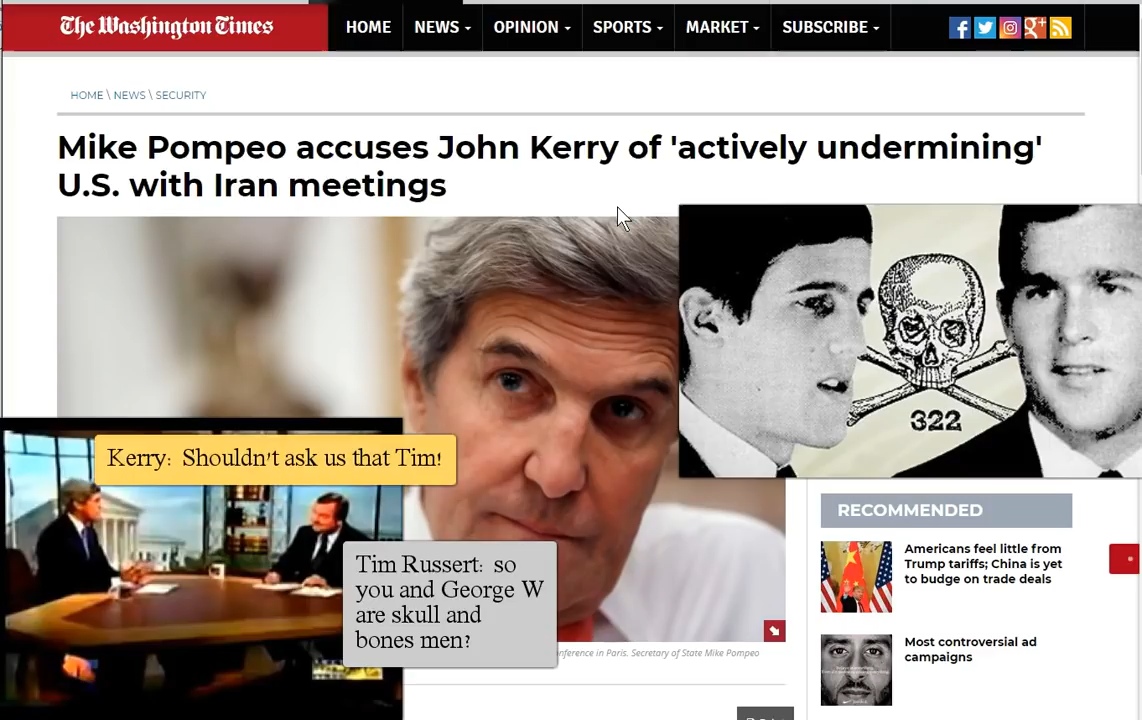 The Washington Times
HOME NEWS OPINION SPORTS MARKET SUBSCRIBE
HOME \ NEWS \ SECURITY
Mike Pompeo accuses John Kerry of 'actively undermining'
U.S. with Iran meetings
322
Kerry: Shouldn't ask us that Tim!
Tim Russert: so
you and George W
are skull and
bones men?
onference in Paris. Secretary of State Mike Pompeo
RECOMMENDED
Americans feel little from
Trump tariffs; China is yet
to budget on trade deals
Most controversial ad
campaigns